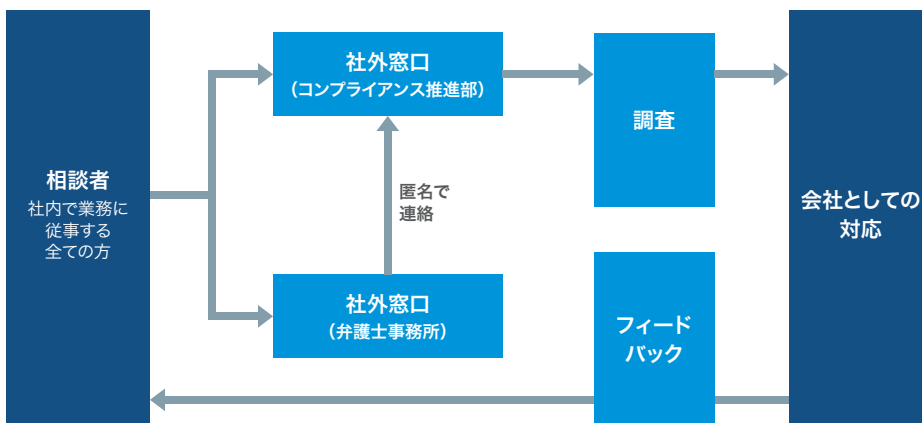 相談者
社内で業務に
従事する
全ての方
社外窓口
（コンプライアンス推進部）
匿名で
連絡
社外窓口
（弁護士事務所）
調査
フィード
バック
会社としての
対応